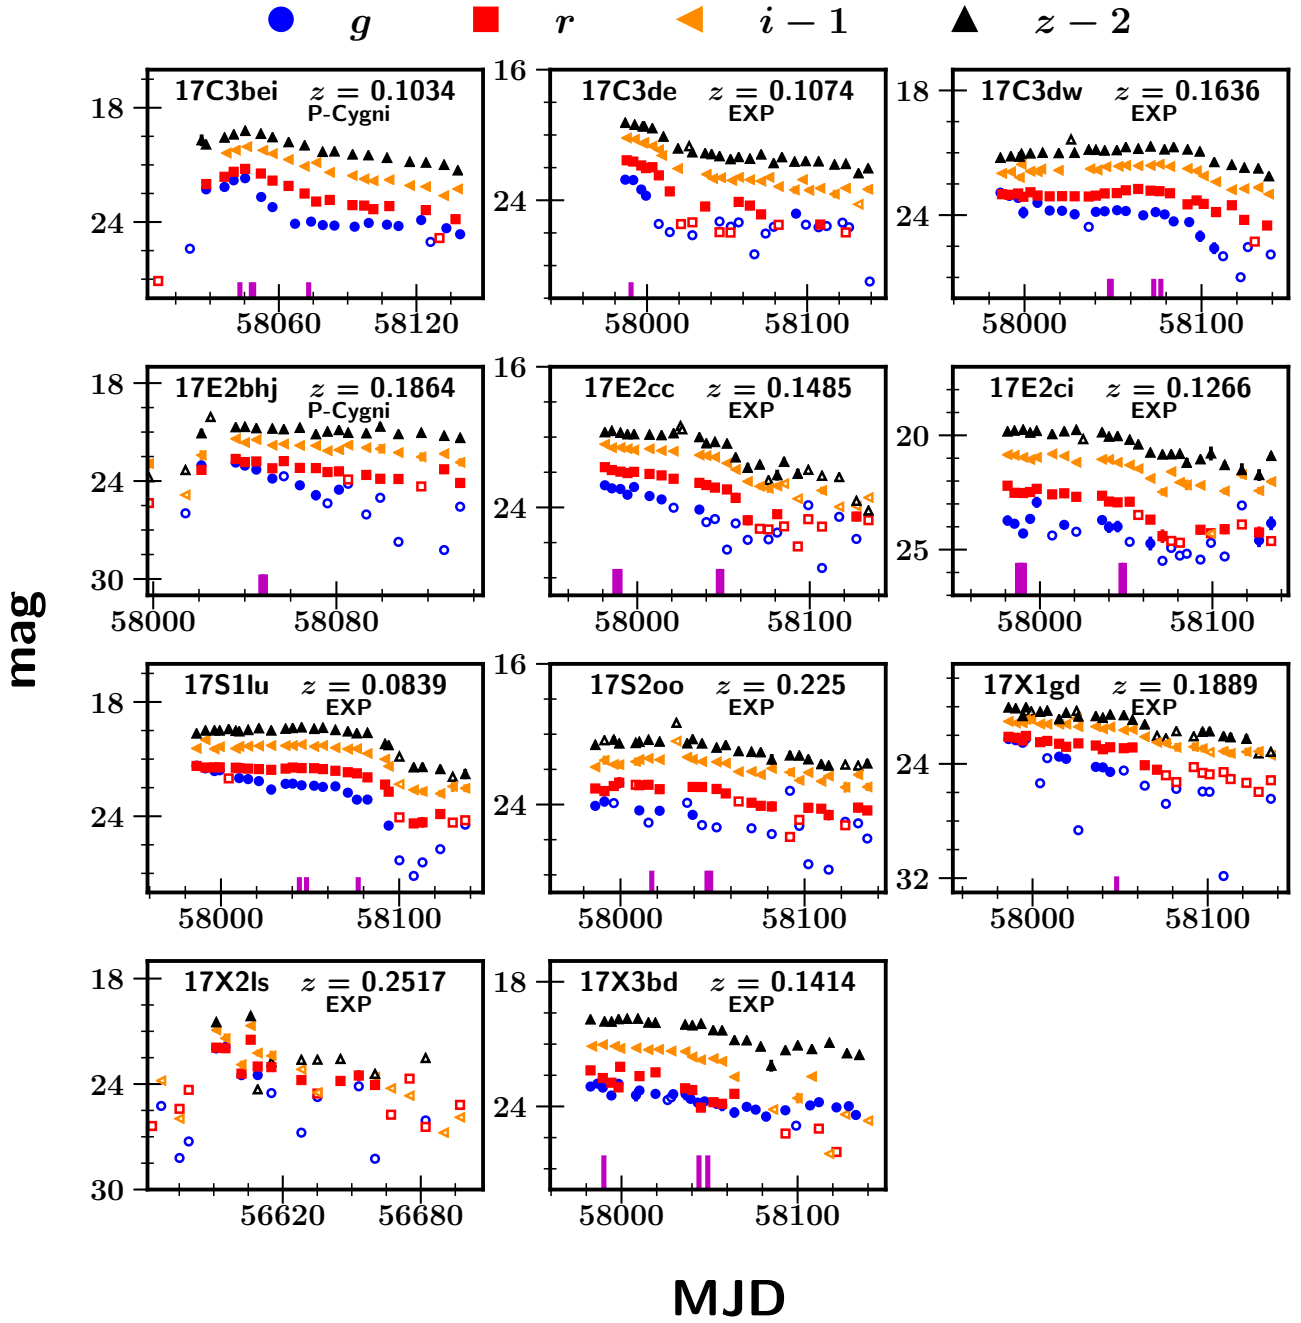 g r i − 1 z − 2
17C3bei z = 0.1034
P-Cygni
18
24
58060 58120
17C3de z = 0.1074
EXP
16
24
58000 58100
17C3dw z = 0.1636
EXP
18
24
58000 58100
17E2bhj z = 0.1864
P-Cygni
18
24
30
58000 58080
17E2cc z = 0.1485
EXP
16
24
58000 58100
17E2ci z = 0.1266
EXP
20
25
58000 58100
mag
17S1lu z = 0.0839
EXP
18
24
58000 58100
17S2oo z = 0.225
EXP
16
24
58000 58100
17X1gd z = 0.1889
EXP
24
32
58000 58100
17X2ls z = 0.2517
EXP
18
24
30
56620 56680
17X3bd z = 0.1414
EXP
18
24
58000 58100
MJD